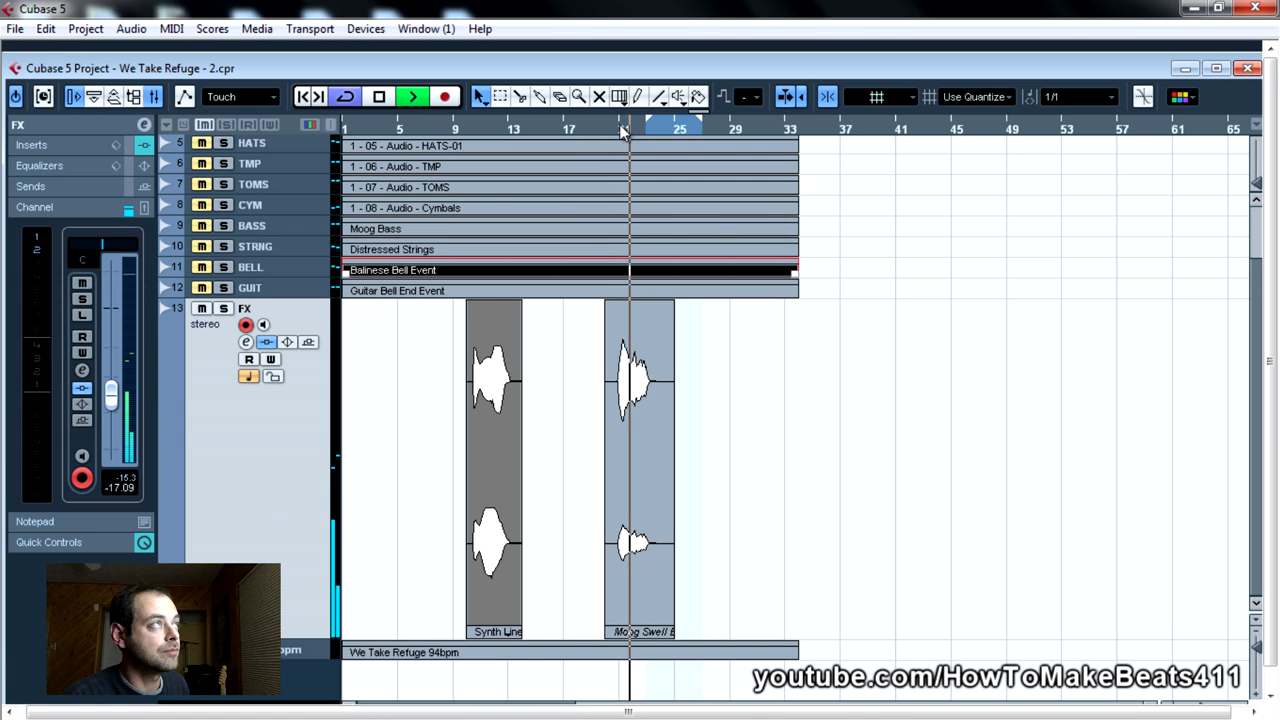 Cubase 5
File Edit Project Audio MIDI Scores Media Transport Devices Window (1) Help
Cubase 5 Project - We Take Refuge - 2.cpr
Touch
Use Quantize
1/1
FX
1 5 9 13 17 25 29 33 37 41 45 49 53 57 61 65
Inserts
Equalizers
Sends
Channel
5 m S HATS 1 - 05 - Audio - HATS-01
6 m S TMP 1 - 06 - Audio - TMP
7 m S TOMS 1 - 07 - Audio - TOMS
8 m S CYM 1 - 08 - Audio - Cymbals
9 m S BASS Moog Bass
10 m S STRNG Distressed Strings
11 m S BELL Balinese Bell Event
12 m S GUIT Guitar Bell End Event
13 m S FX
stereo
R W
1
2
C
m
S
L
R
W
e
-15.3
-17.09
Notepad
Quick Controls
Synth Line
Moog Swell E
bpm
We Take Refuge 94bpm
youtube.com/HowToMakeBeats411